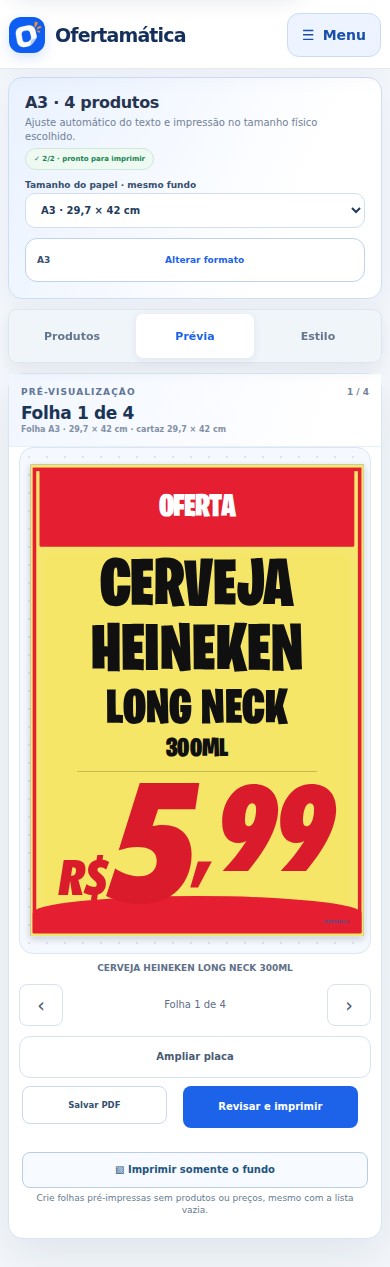 Ofertamática
☰ Menu
A3 · 4 produtos
Ajuste automático do texto e impressão no tamanho físico
escolhido.
✓ 2/2 · pronto para imprimir
Tamanho do papel · mesmo fundo
A3 · 29,7 × 42 cm
A3 Alterar formato
Produtos Prévia Estilo
PRÉ-VISUALIZAÇÃO 1 / 4
Folha 1 de 4
Folha A3 · 29,7 × 42 cm · cartaz 29,7 × 42 cm
OFERTA
CERVEJA
HEINEKEN
LONG NECK
300ML
R$5,99
CERVEJA HEINEKEN LONG NECK 300ML
‹ Folha 1 de 4 ›
Ampliar placa
Salvar PDF Revisar e imprimir
▧ Imprimir somente o fundo
Crie folhas pré-impressas sem produtos ou preços, mesmo com a lista
vazia.